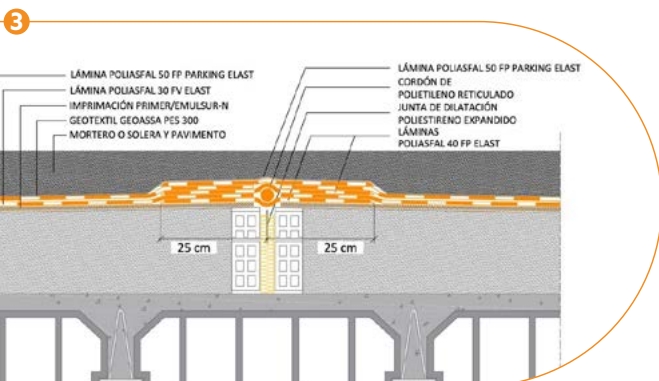 3
LÁMINA POLIASFAL 50 FP PARKING ELAST
LÁMINA POLIASFAL 30 FV ELAST
IMPRIMACIÓN PRIMER/EMULSUR-N
GEOTEXTIL GEOASSA PES 300
MORTERO O SOLERA Y PAVIMENTO
LÁMINA POLIASFAL 50 FP PARKING ELAST
CORDÓN DE
POLIETILENO RETICULADO
JUNTA DE DILATACIÓN
POLIESTIRENO EXPANDIDO
LÁMINAS
POLIASFAL 40 FP ELAST
25 cm
25 cm